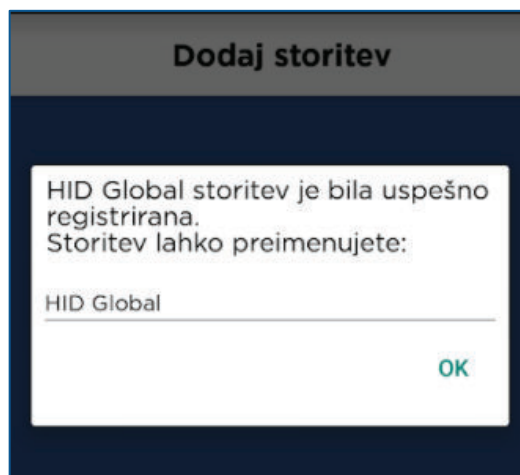 Dodaj storitev
HID Global storitev je bila uspešno
registrirana.
Storitev lahko preimenujete:
HID Global
OK